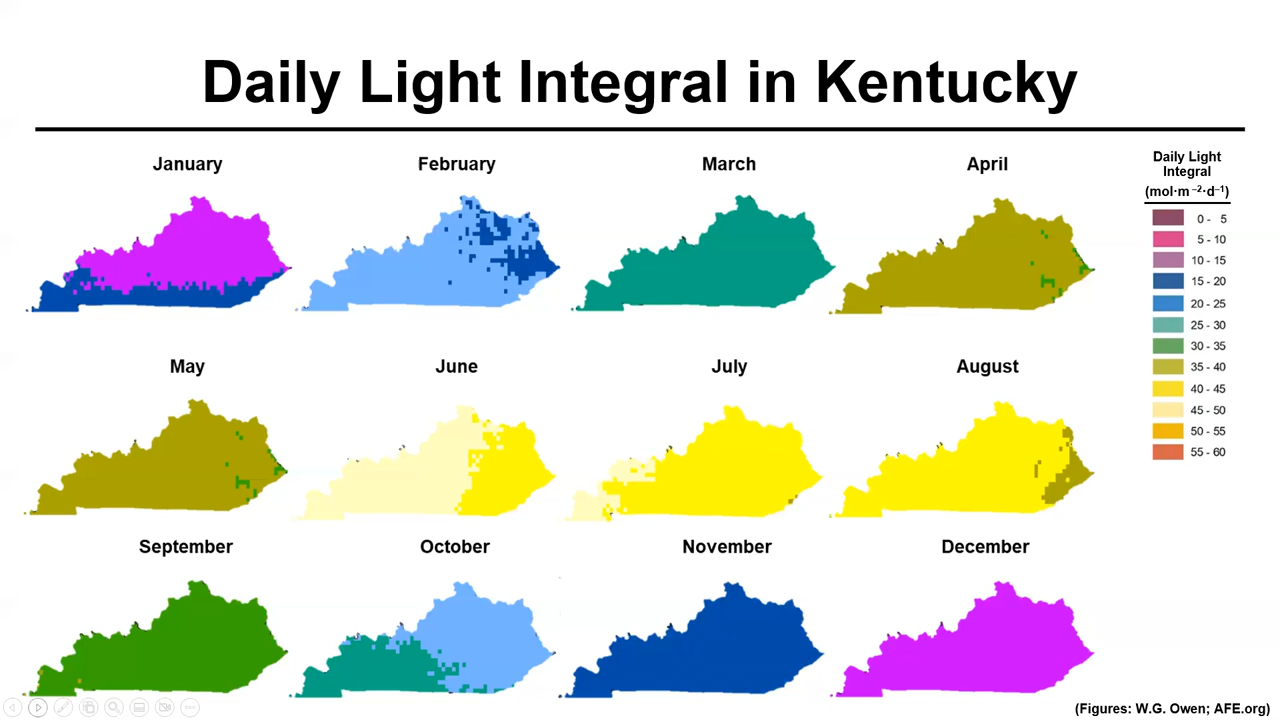 Daily Light Integral in Kentucky
January
February
March
April
Daily Light
Integral
(mol·m⁻²·d⁻¹)
0 - 5
5 - 10
10 - 15
15 - 20
20 - 25
25 - 30
30 - 35
35 - 40
40 - 45
45 - 50
50 - 55
55 - 60
May
June
July
August
September
October
November
December
(Figures: W.G. Owen; AFE.org)